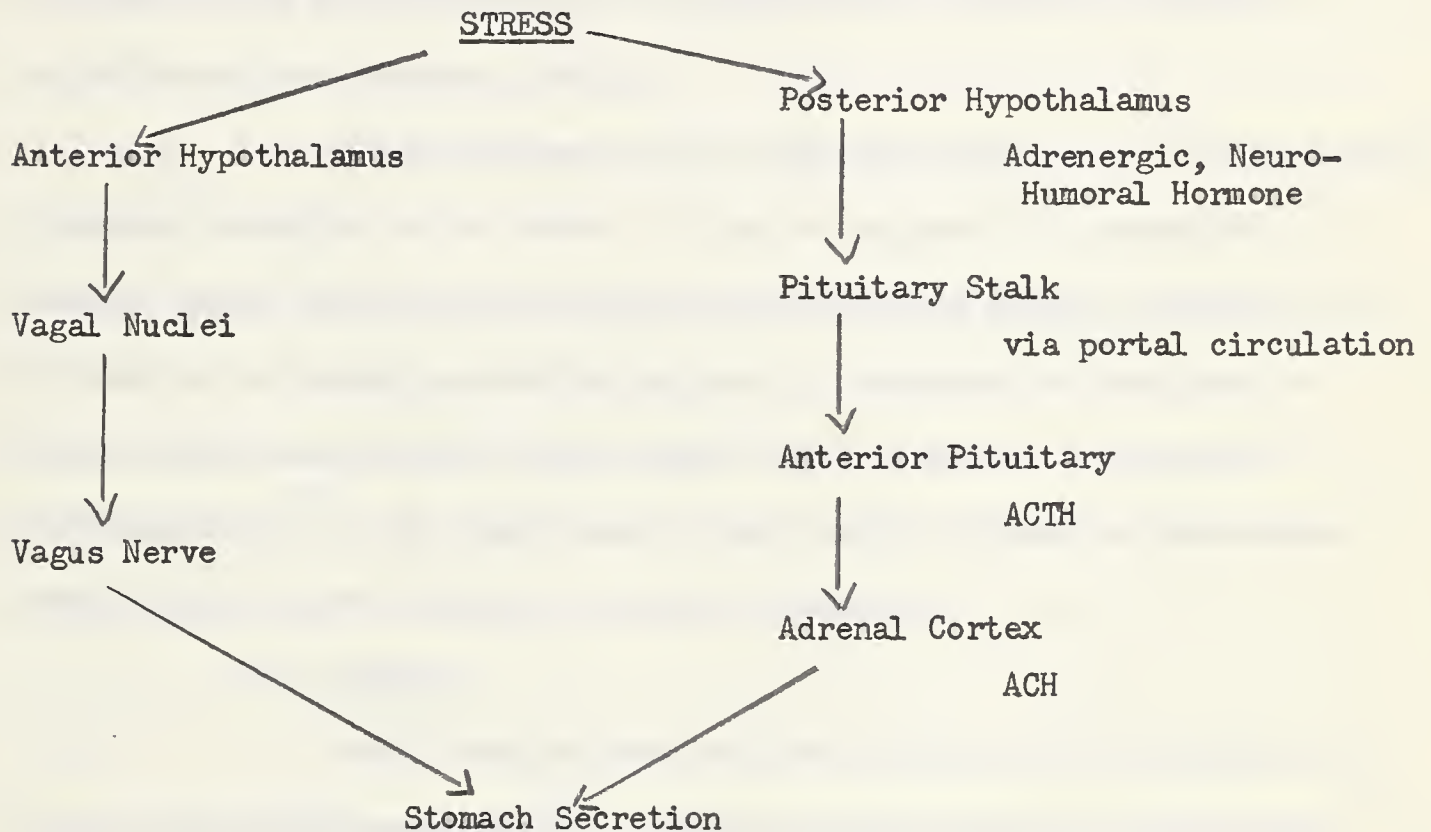 STRESS
Posterior Hypothalamus
Anterior Hypothalamus
Adrenergic, Neuro-
Humoral Hormone
Pituitary Stalk
Vagal Nuclei
via portal circulation
Anterior Pituitary
ACTH
Vagus Nerve
Adrenal Cortex
ACH
Stomach Secretion